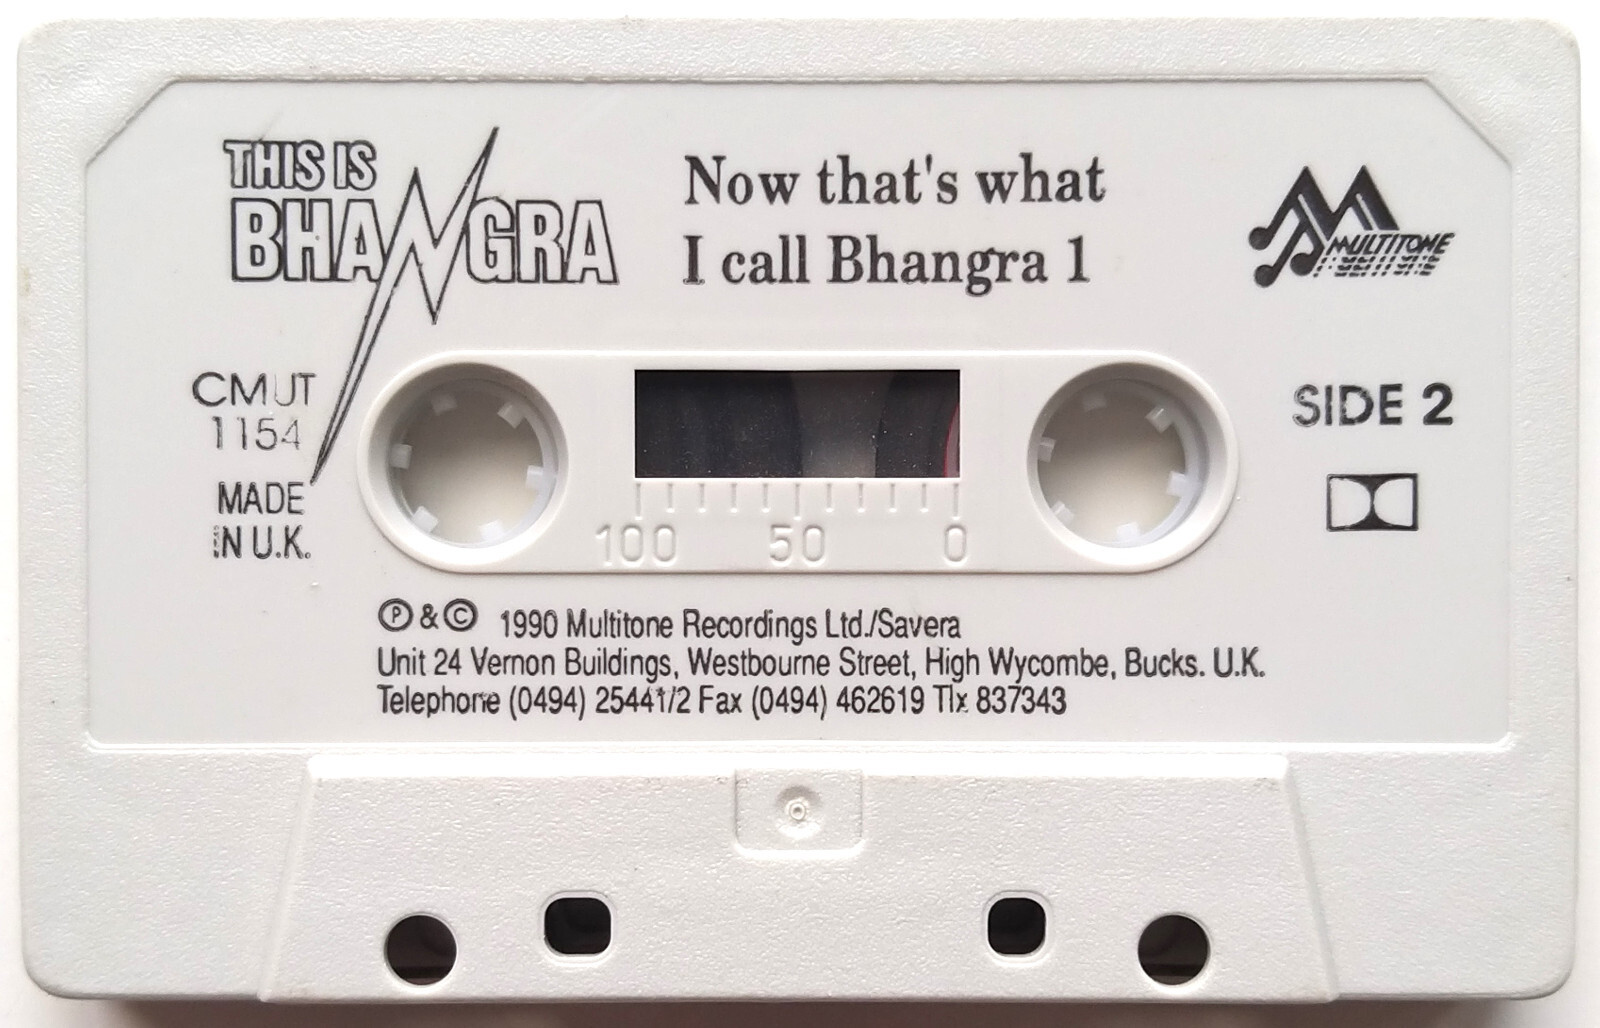 THIS IS
BHANGRA
Now that's what
I call Bhangra 1
MULTITONE
CMUT
1154
MADE
IN U.K.
SIDE 2
100 50 0
Ⓟ & © 1990 Multitone Recordings Ltd./Savera
Unit 24 Vernon Buildings, Westbourne Street, High Wycombe, Bucks. U.K.
Telephone (0494) 25441/2 Fax (0494) 462619 Tlx 837343